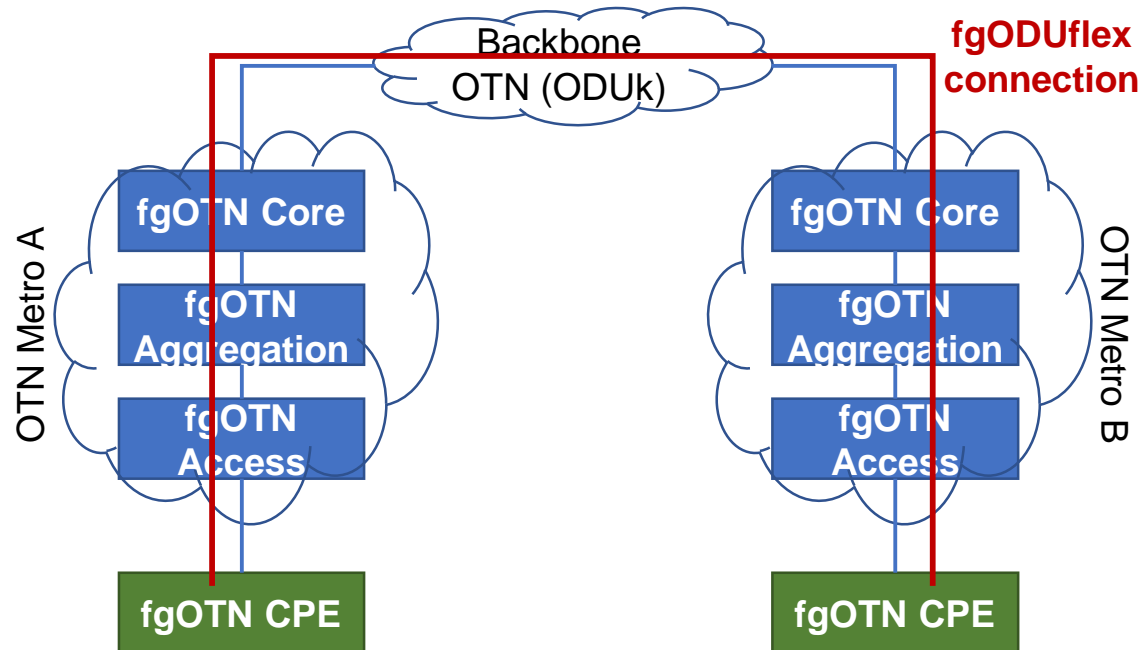 Backbone
OTN (ODUk)
fgODUflex
connection
OTN Metro A
fgOTN Core
fgOTN
Aggregation
fgOTN
Access
fgOTN CPE
fgOTN Core
fgOTN
Aggregation
fgOTN
Access
fgOTN CPE
OTN Metro B